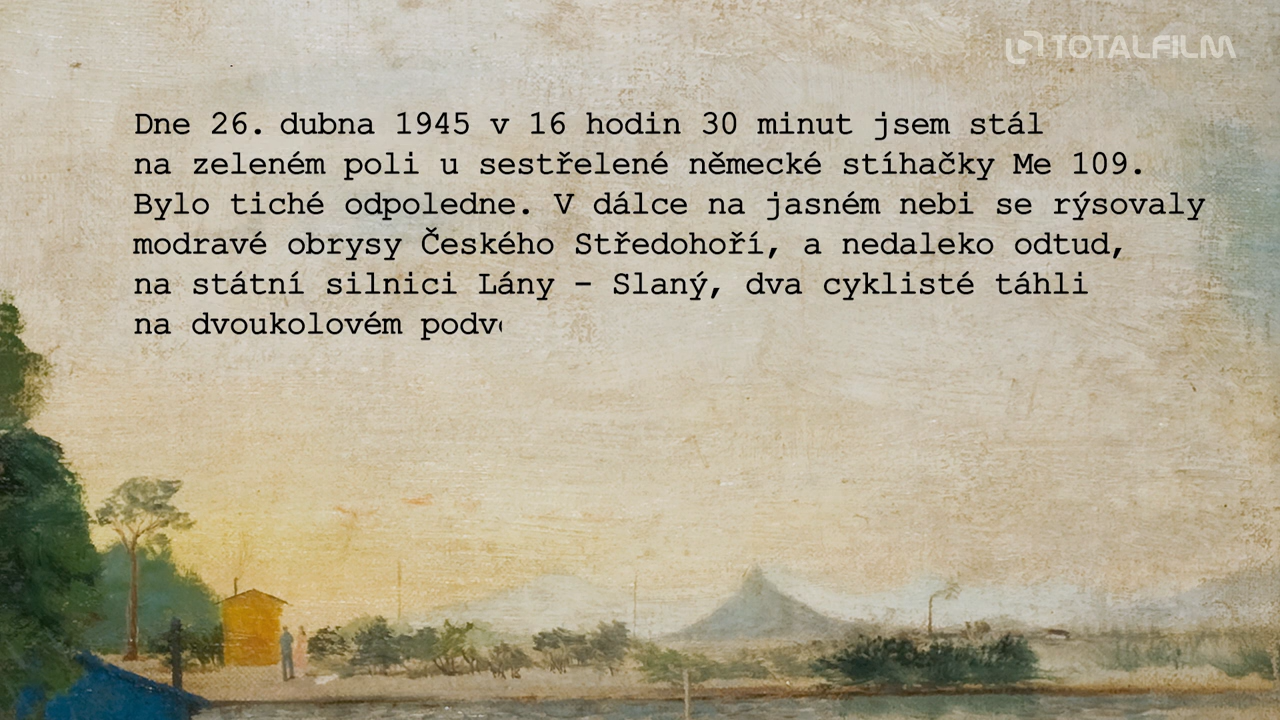 TOTALFILM
Dne 26. dubna 1945 v 16 hodin 30 minut jsem stál
na zeleném poli u sestřelené německé stíhačky Me 109.
Bylo tiché odpoledne. V dálce na jasném nebi se rýsovaly
modravé obrysy Českého Středohoří, a nedaleko odtud,
na státní silnici Lány - Slaný, dva cyklisté táhli
na dvoukolovém